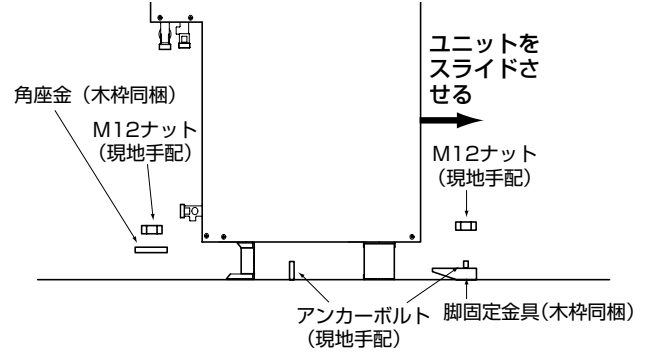 ユニットを
スライドさ
せる
角座金（木枠同梱）
M12ナット
（現地手配）
M12ナット
（現地手配）
アンカーボルト
（現地手配）
脚固定金具(木枠同梱）